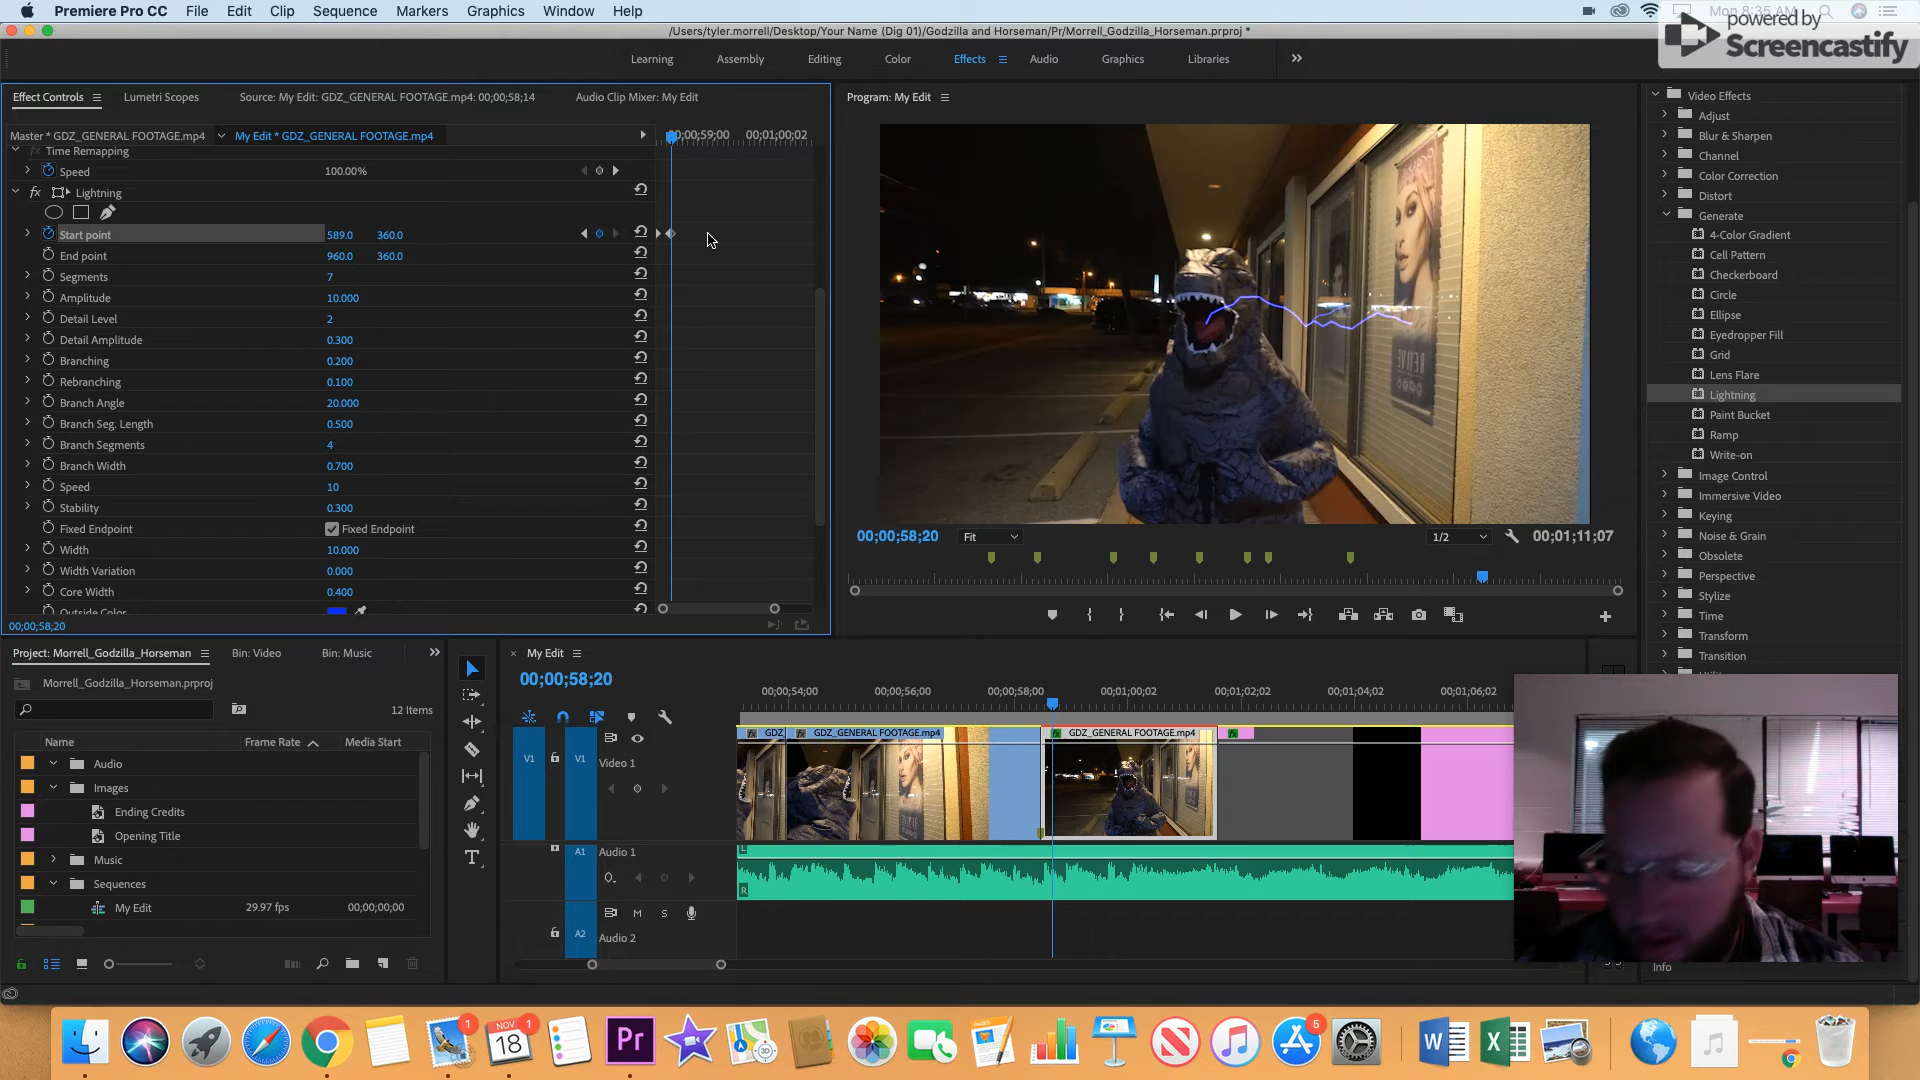 Premiere Pro CC File Edit Clip Sequence Markers Graphics Window Help
Mon 8:35 AM
powered by
Screencastify
/Users/tyler.morrell/Desktop/Your Name (Dig 01)/Godzilla and Horseman/Pr/Morrell_Godzilla_Horseman.prproj *
Learning Assembly Editing Color Effects Audio Graphics Libraries
Effect Controls Lumetri Scopes Source: My Edit: GDZ_GENERAL FOOTAGE.mp4: 00;00;58;14 Audio Clip Mixer: My Edit
Program: My Edit
Master * GDZ_GENERAL FOOTAGE.mp4 My Edit * GDZ_GENERAL FOOTAGE.mp4
00;00;59;00 00;01;00;02
Time Remapping
Speed 100.00%
fx Lightning
Start point 589.0 360.0
End point 960.0 360.0
Segments 7
Amplitude 10.000
Detail Level 2
Detail Amplitude 0.300
Branching 0.200
Rebranching 0.100
Branch Angle 20.000
Branch Seg. Length 0.500
Branch Segments 4
Branch Width 0.700
Speed 10
Stability 0.300
Fixed Endpoint Fixed Endpoint
Width 10.000
Width Variation 0.000
Core Width 0.400
Outside Color
00;00;58;20
00;00;58;20 Fit 1/2 00;01;11;07
Video Effects
Adjust
Blur & Sharpen
Channel
Color Correction
Distort
Generate
4-Color Gradient
Cell Pattern
Checkerboard
Circle
Ellipse
Eyedropper Fill
Grid
Lens Flare
Lightning
Paint Bucket
Ramp
Write-on
Image Control
Immersive Video
Keying
Noise & Grain
Obsolete
Perspective
Stylize
Time
Transform
Transition
Info
Project: Morrell_Godzilla_Horseman Bin: Video Bin: Music
Morrell_Godzilla_Horseman.prproj
12 Items
Name Frame Rate Media Start
Audio
Images
Ending Credits
Opening Title
Music
Sequences
My Edit 29.97 fps 00;00;00;00
My Edit
00;00;58;20
00;00;54;00 00;00;56;00 00;00;58;00 00;01;00;02 00;01;02;02 00;01;04;02 00;01;06;02
fx GDZ fx GDZ_GENERAL FOOTAGE.mp4 fx GDZ_GENERAL FOOTAGE.mp4 fx
V1 V1 Video 1
A1 Audio 1
L
R
M S
A2 Audio 2
1 NOV 18 1 Pr 5 W X